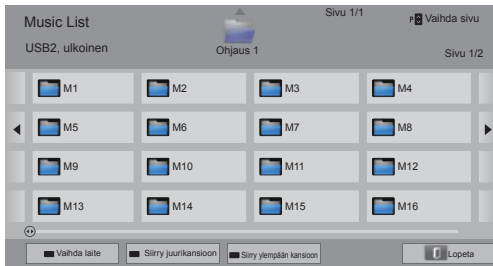 Music List
Sivu 1/1
P Vaihda sivu
USB2, ulkoinen
Ohjaus 1
Sivu 1/2
M1 M2 M3 M4
M5 M6 M7 M8
M9 M10 M11 M12
M13 M14 M15 M16
Vaihda laite Siirry juurikansioon Siirry ylempään kansioon Lopeta